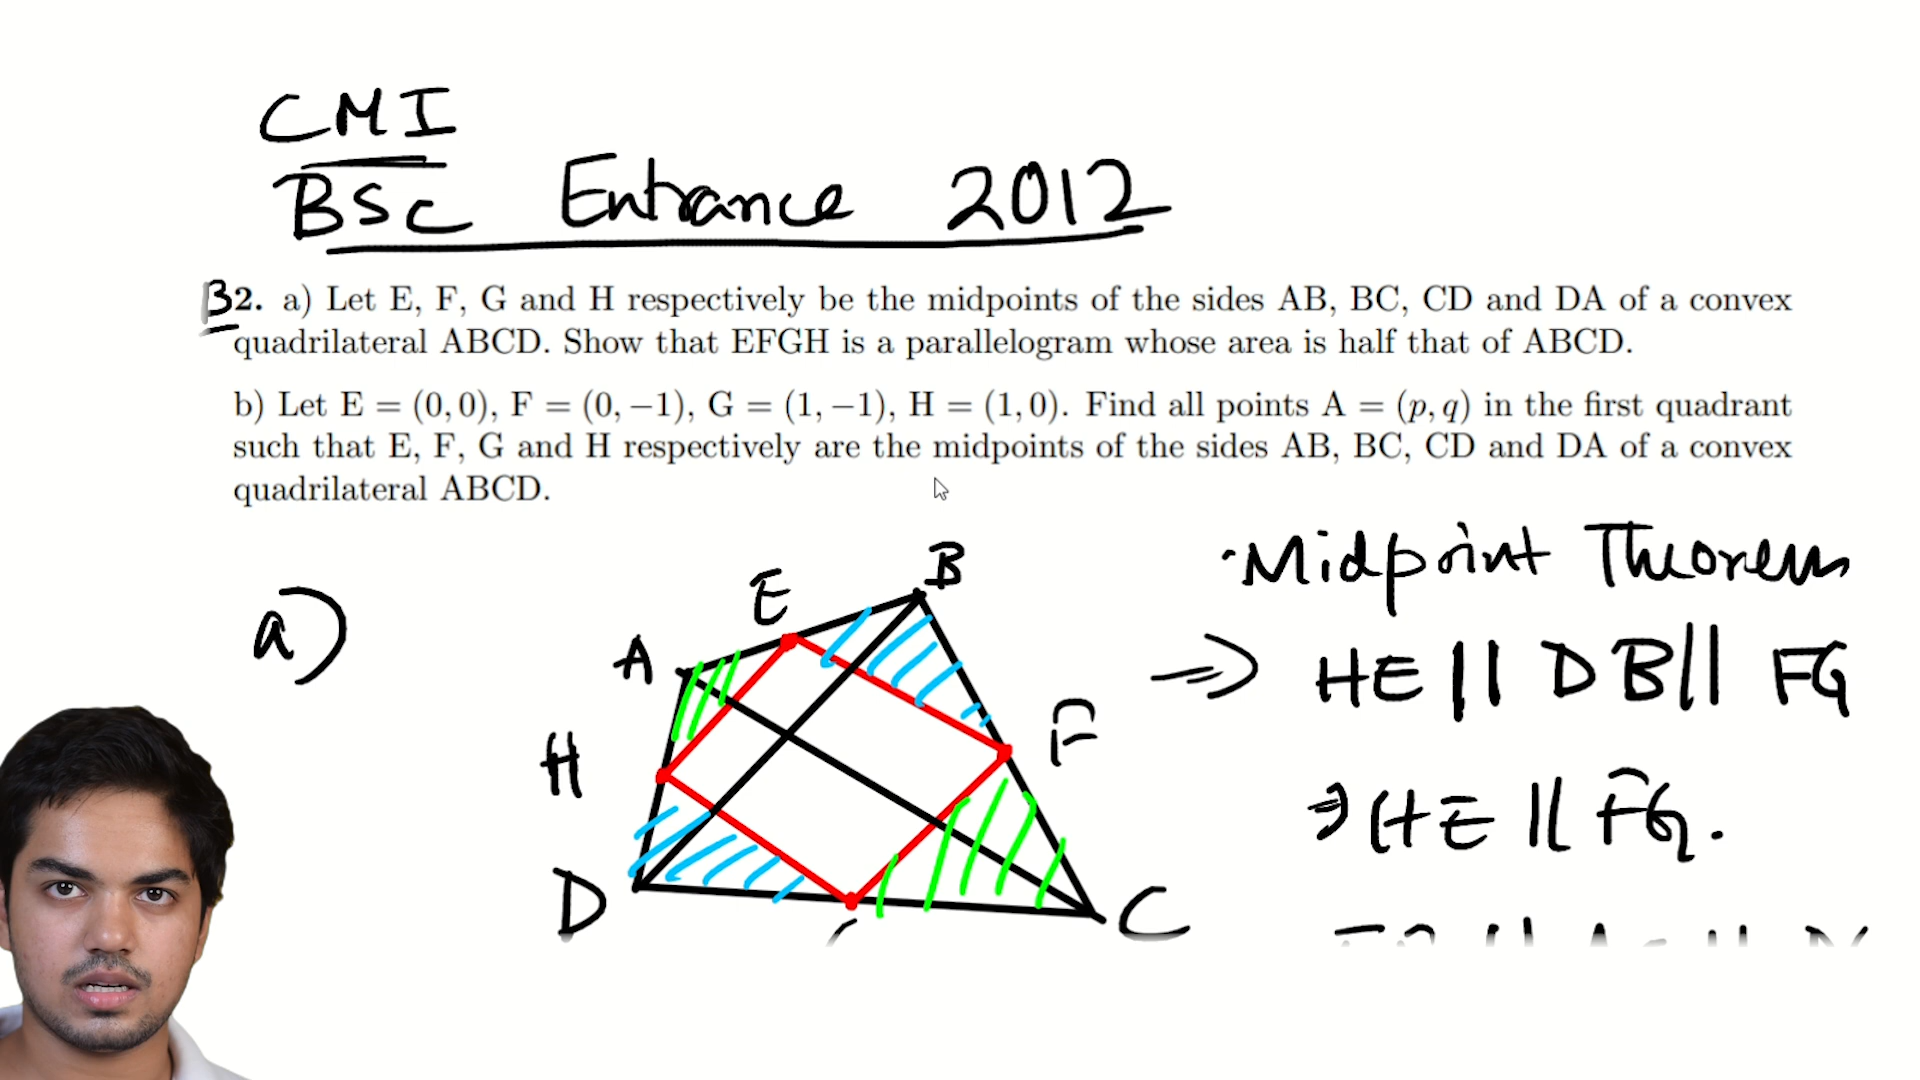 CMI
BSc Entrance 2012
B2. a) Let E, F, G and H respectively be the midpoints of the sides AB, BC, CD and DA of a convex
quadrilateral ABCD. Show that EFGH is a parallelogram whose area is half that of ABCD.
b) Let E = (0, 0), F = (0, −1), G = (1, −1), H = (1, 0). Find all points A = (p, q) in the first quadrant
such that E, F, G and H respectively are the midpoints of the sides AB, BC, CD and DA of a convex
quadrilateral ABCD.
a)
B
E
A
F
H
D
C
·Midpoint Theorem
⇒ HE || DB || FG
⇒ HE || FG.